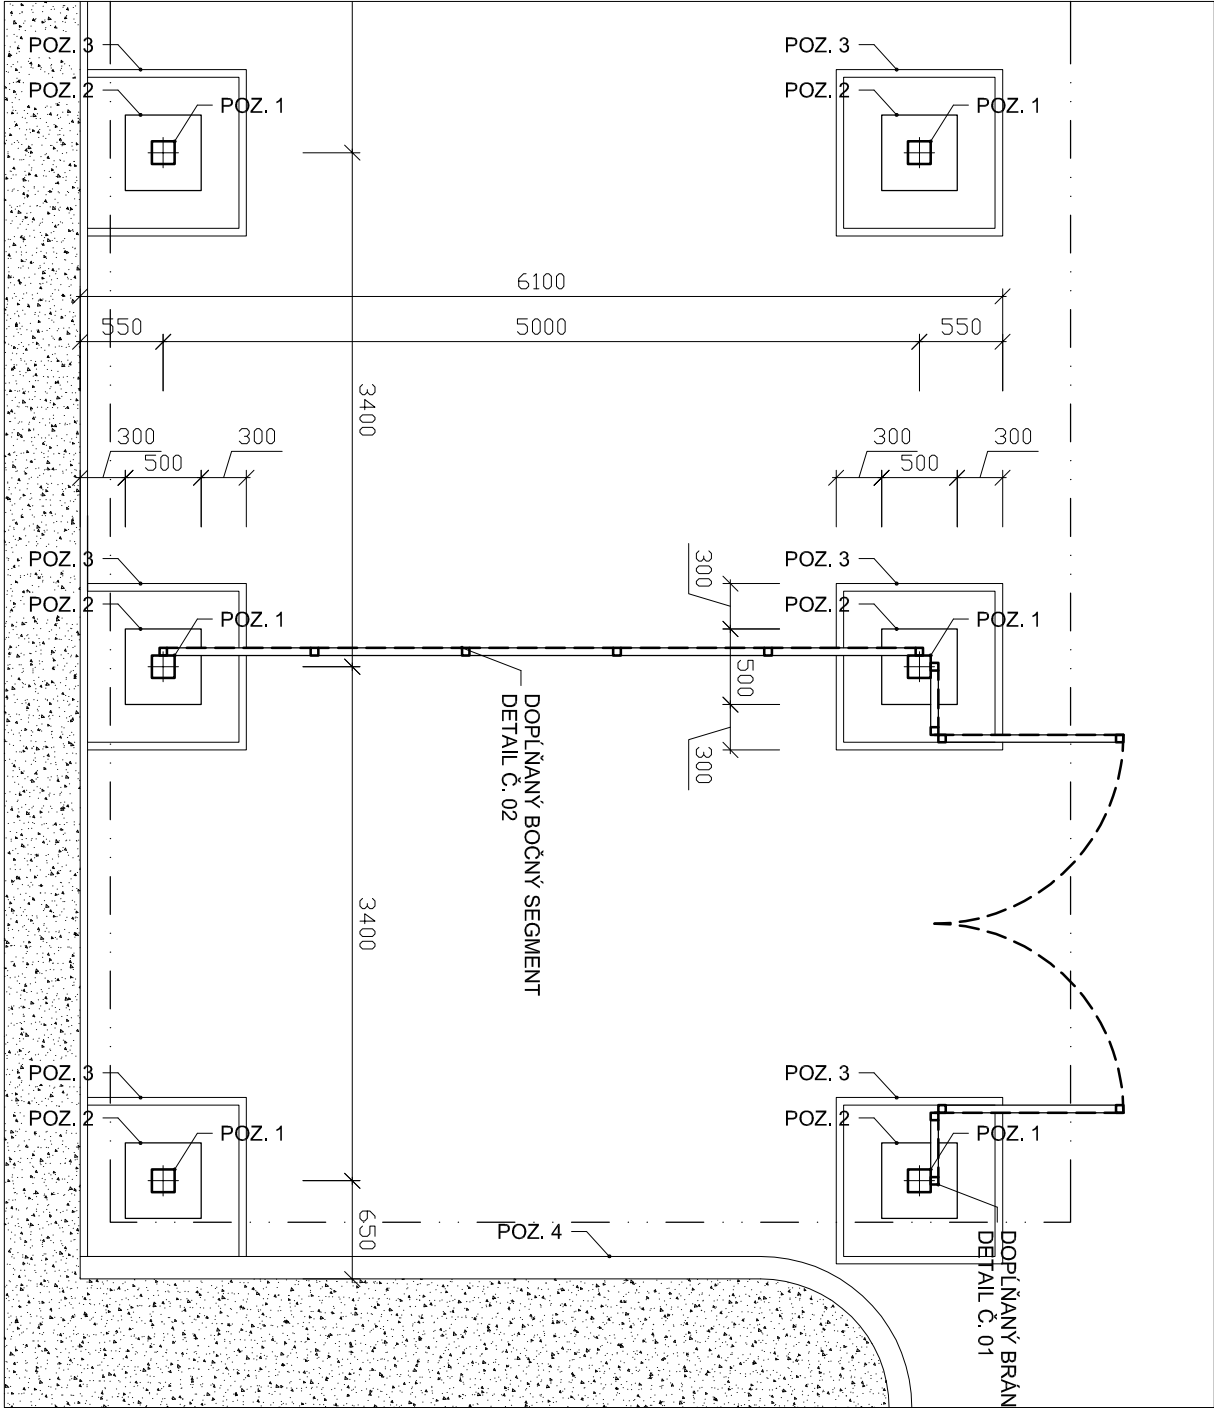 POZ. 3
POZ. 3
POZ. 2
POZ. 1
POZ. 2
POZ. 1
6100
550
5000
550
3400
300
300
300
300
500
500
POZ. 3
300
POZ. 3
POZ. 2
POZ. 1
POZ. 2
POZ. 1
500
DOPĹŇANÝ BOČNÝ SEGMENT
DETAIL Č. 02
300
3400
POZ. 3
POZ. 3
POZ. 2
POZ. 1
POZ. 2
POZ. 1
650
POZ. 4
DOPĹŇANÝ BRÁN
DETAIL Č. 01